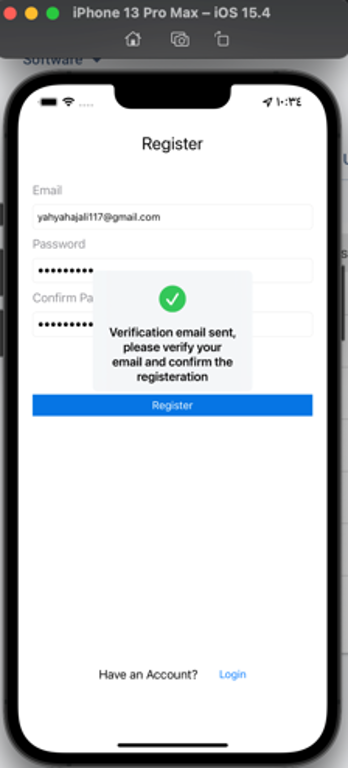 iPhone 13 Pro Max – iOS 15.4
Software
١٠:٣٤
Register
Email
yahyahajali117@gmail.com
Password
•••••••••
Confirm Pa
•••••••••
Verification email sent,
please verify your
email and confirm the
registeration
Register
Have an Account? Login